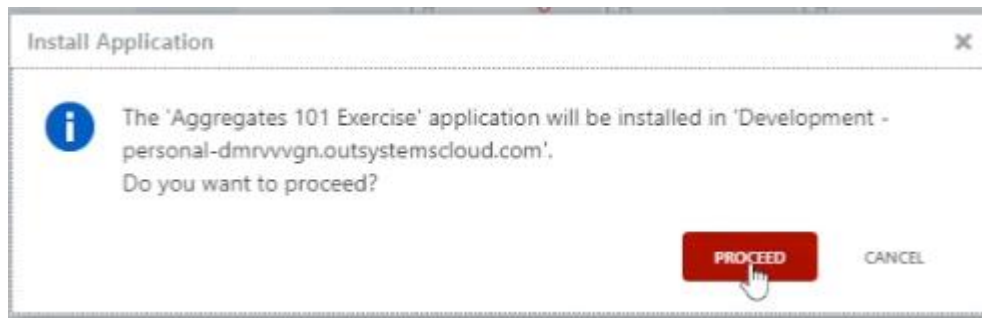 Install Application
The 'Aggregates 101 Exercise' application will be installed in 'Development -
personal-dmrvvvgn.outsystemscloud.com'.
Do you want to proceed?
PROCEED CANCEL